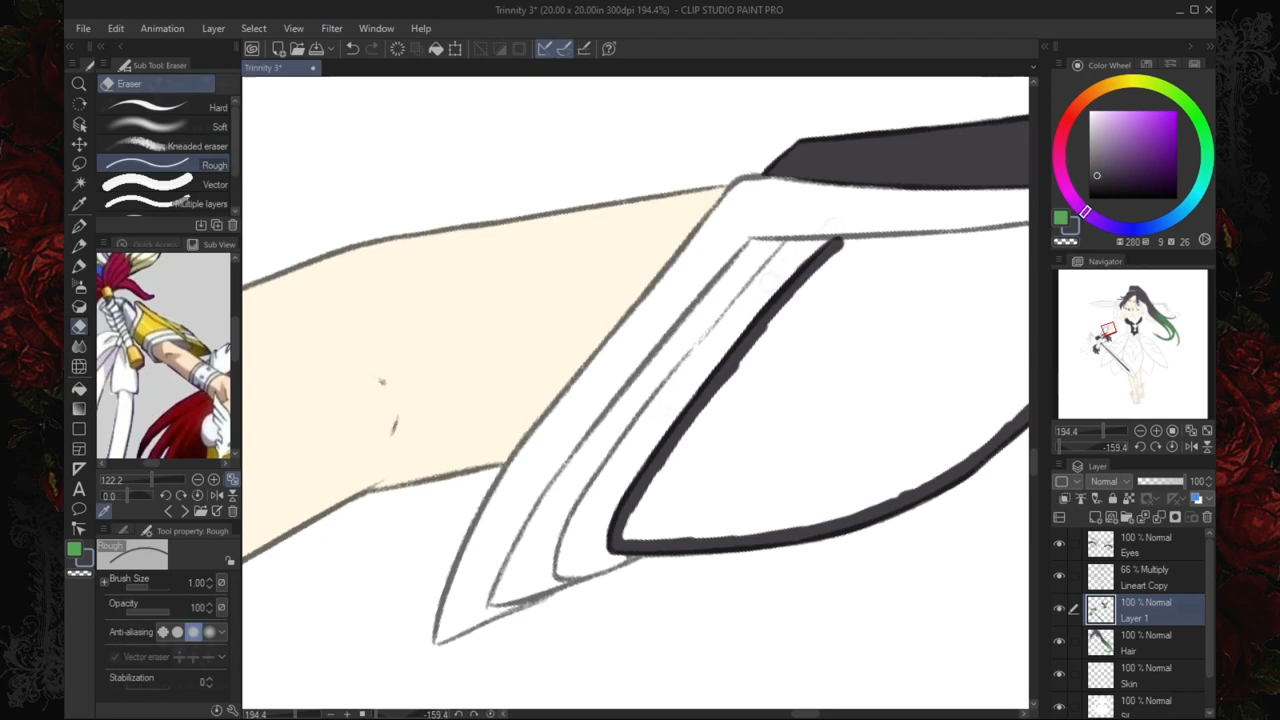 Trinnity 3* (20.00 x 20.00in 300dpi 194.4%) - CLIP STUDIO PAINT PRO
File Edit Animation Layer Select View Filter Window Help
Sub Tool: Eraser
Eraser
Hard
Soft
Kneaded eraser
Rough
Vector
Multiple layers
Quick Access
Sub View
122.2
0.0
Tool property: Rough
Rough
Brush Size 1.00
Opacity 100
Anti-aliasing
Vector eraser
Stabilization 0
Trinnity 3*
194.4 -159.4
Color Wheel
280 9 V 26
Navigator
194.4
-159.4
Layer
Normal 100
100 % Normal
Eyes
66 % Multiply
Lineart Copy
100 % Normal
Layer 1
100 % Normal
Hair
100 % Normal
Skin
100 % Normal